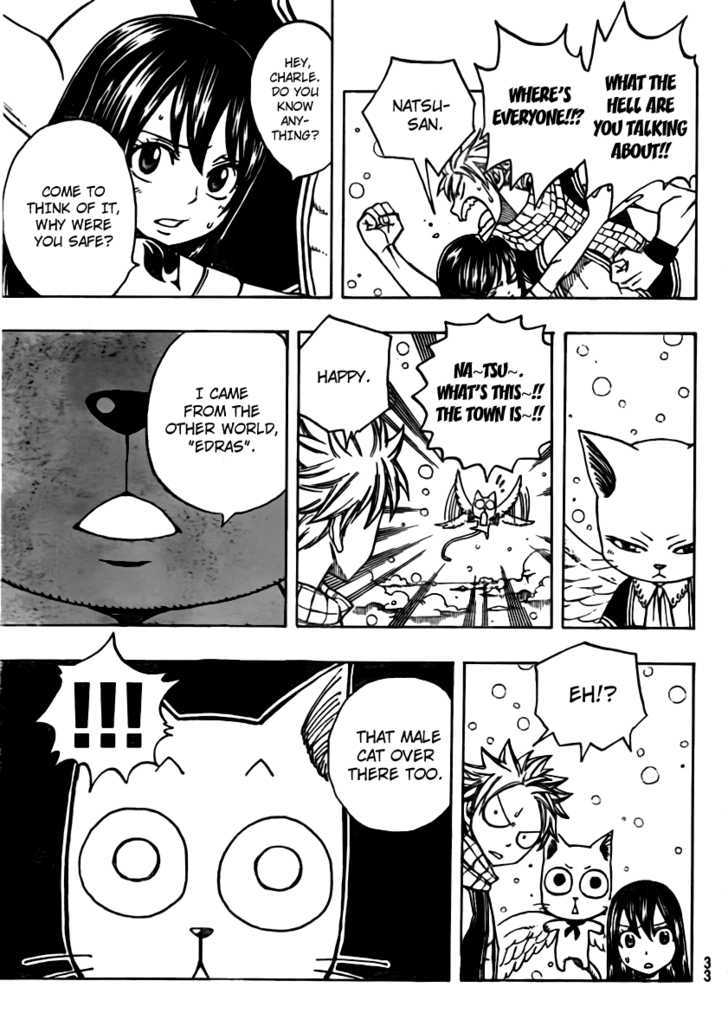 WHAT THE
HELL ARE
YOU TALKING
ABOUT!!
WHERE'S
EVERYONE!!?
NATSU-
SAN.
HEY,
CHARLE.
DO YOU
KNOW
ANY-
THING?
COME TO
THINK OF IT,
WHY WERE
YOU SAFE?
NA~TSU~.
WHAT'S THIS~!!
THE TOWN IS~!!
HAPPY.
I CAME
FROM THE
OTHER WORLD,
"EDRAS".
EH!?
THAT MALE
CAT OVER
THERE TOO.
!!!
33